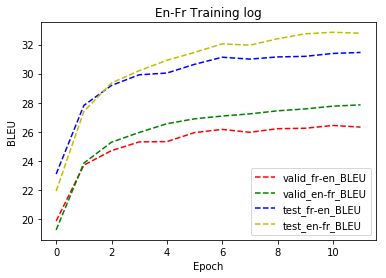 En-Fr Training log
BLEU
32
30
28
26
24
22
20
valid_fr-en_BLEU
valid_en-fr_BLEU
test_fr-en_BLEU
test_en-fr_BLEU
0 2 4 6 8 10
Epoch